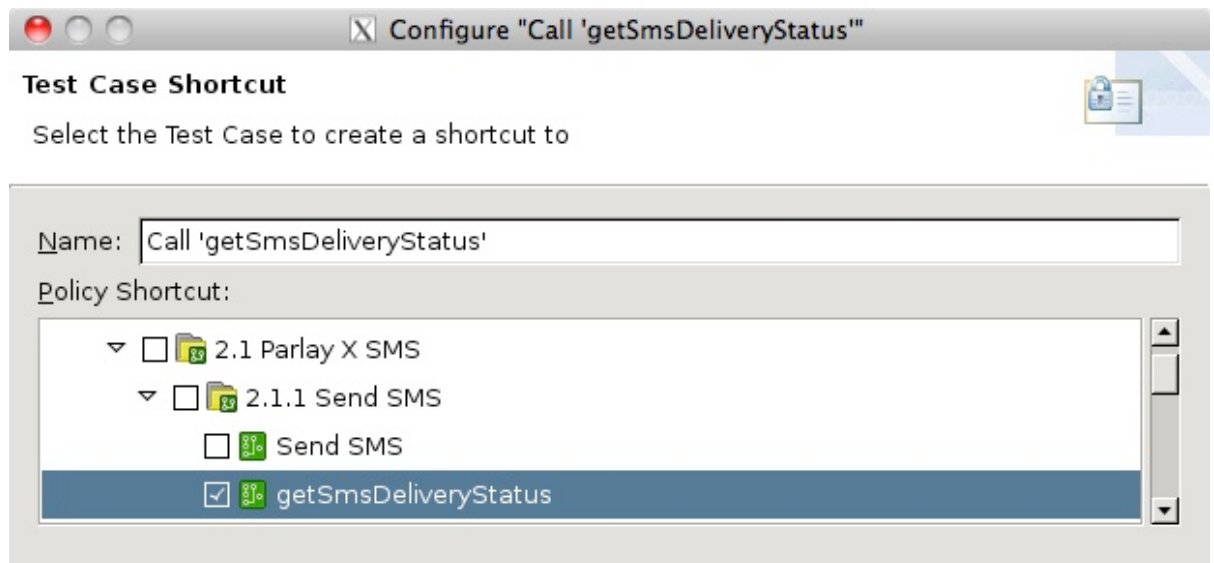 Configure "Call 'getSmsDeliveryStatus'"
Test Case Shortcut
Select the Test Case to create a shortcut to
Name: Call 'getSmsDeliveryStatus'
Policy Shortcut:
2.1 Parlay X SMS
2.1.1 Send SMS
Send SMS
getSmsDeliveryStatus